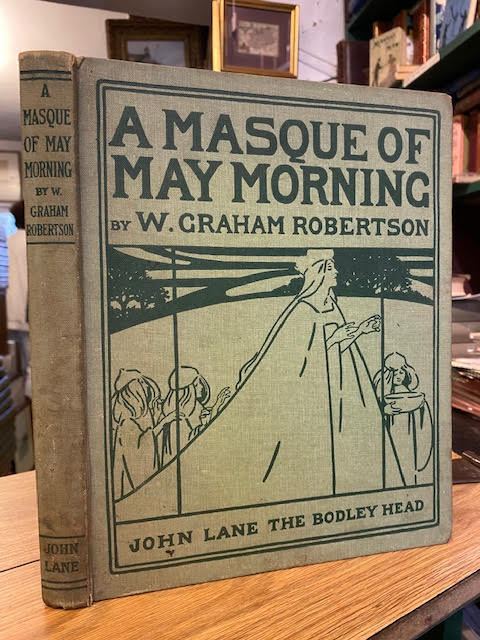 A
MASQUE
OF MAY
MORNING
BY W.
GRAHAM
ROBERTSON
JOHN
LANE
A MASQUE OF
MAY MORNING
BY W. GRAHAM ROBERTSON
JOHN LANE THE BODLEY HEAD